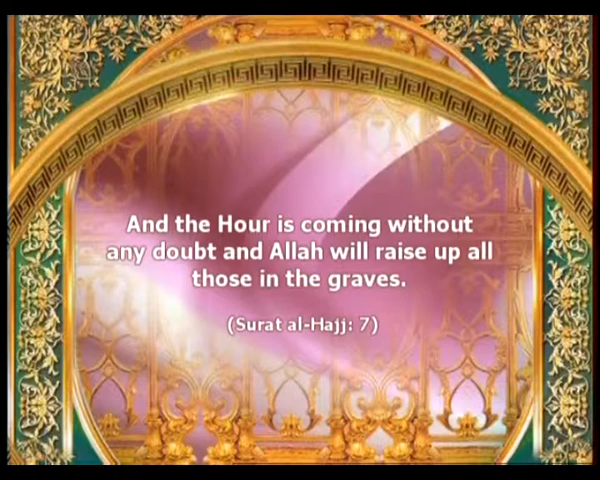 And the Hour is coming without
any doubt and Allah will raise up all
those in the graves.
(Surat al-Hajj: 7)